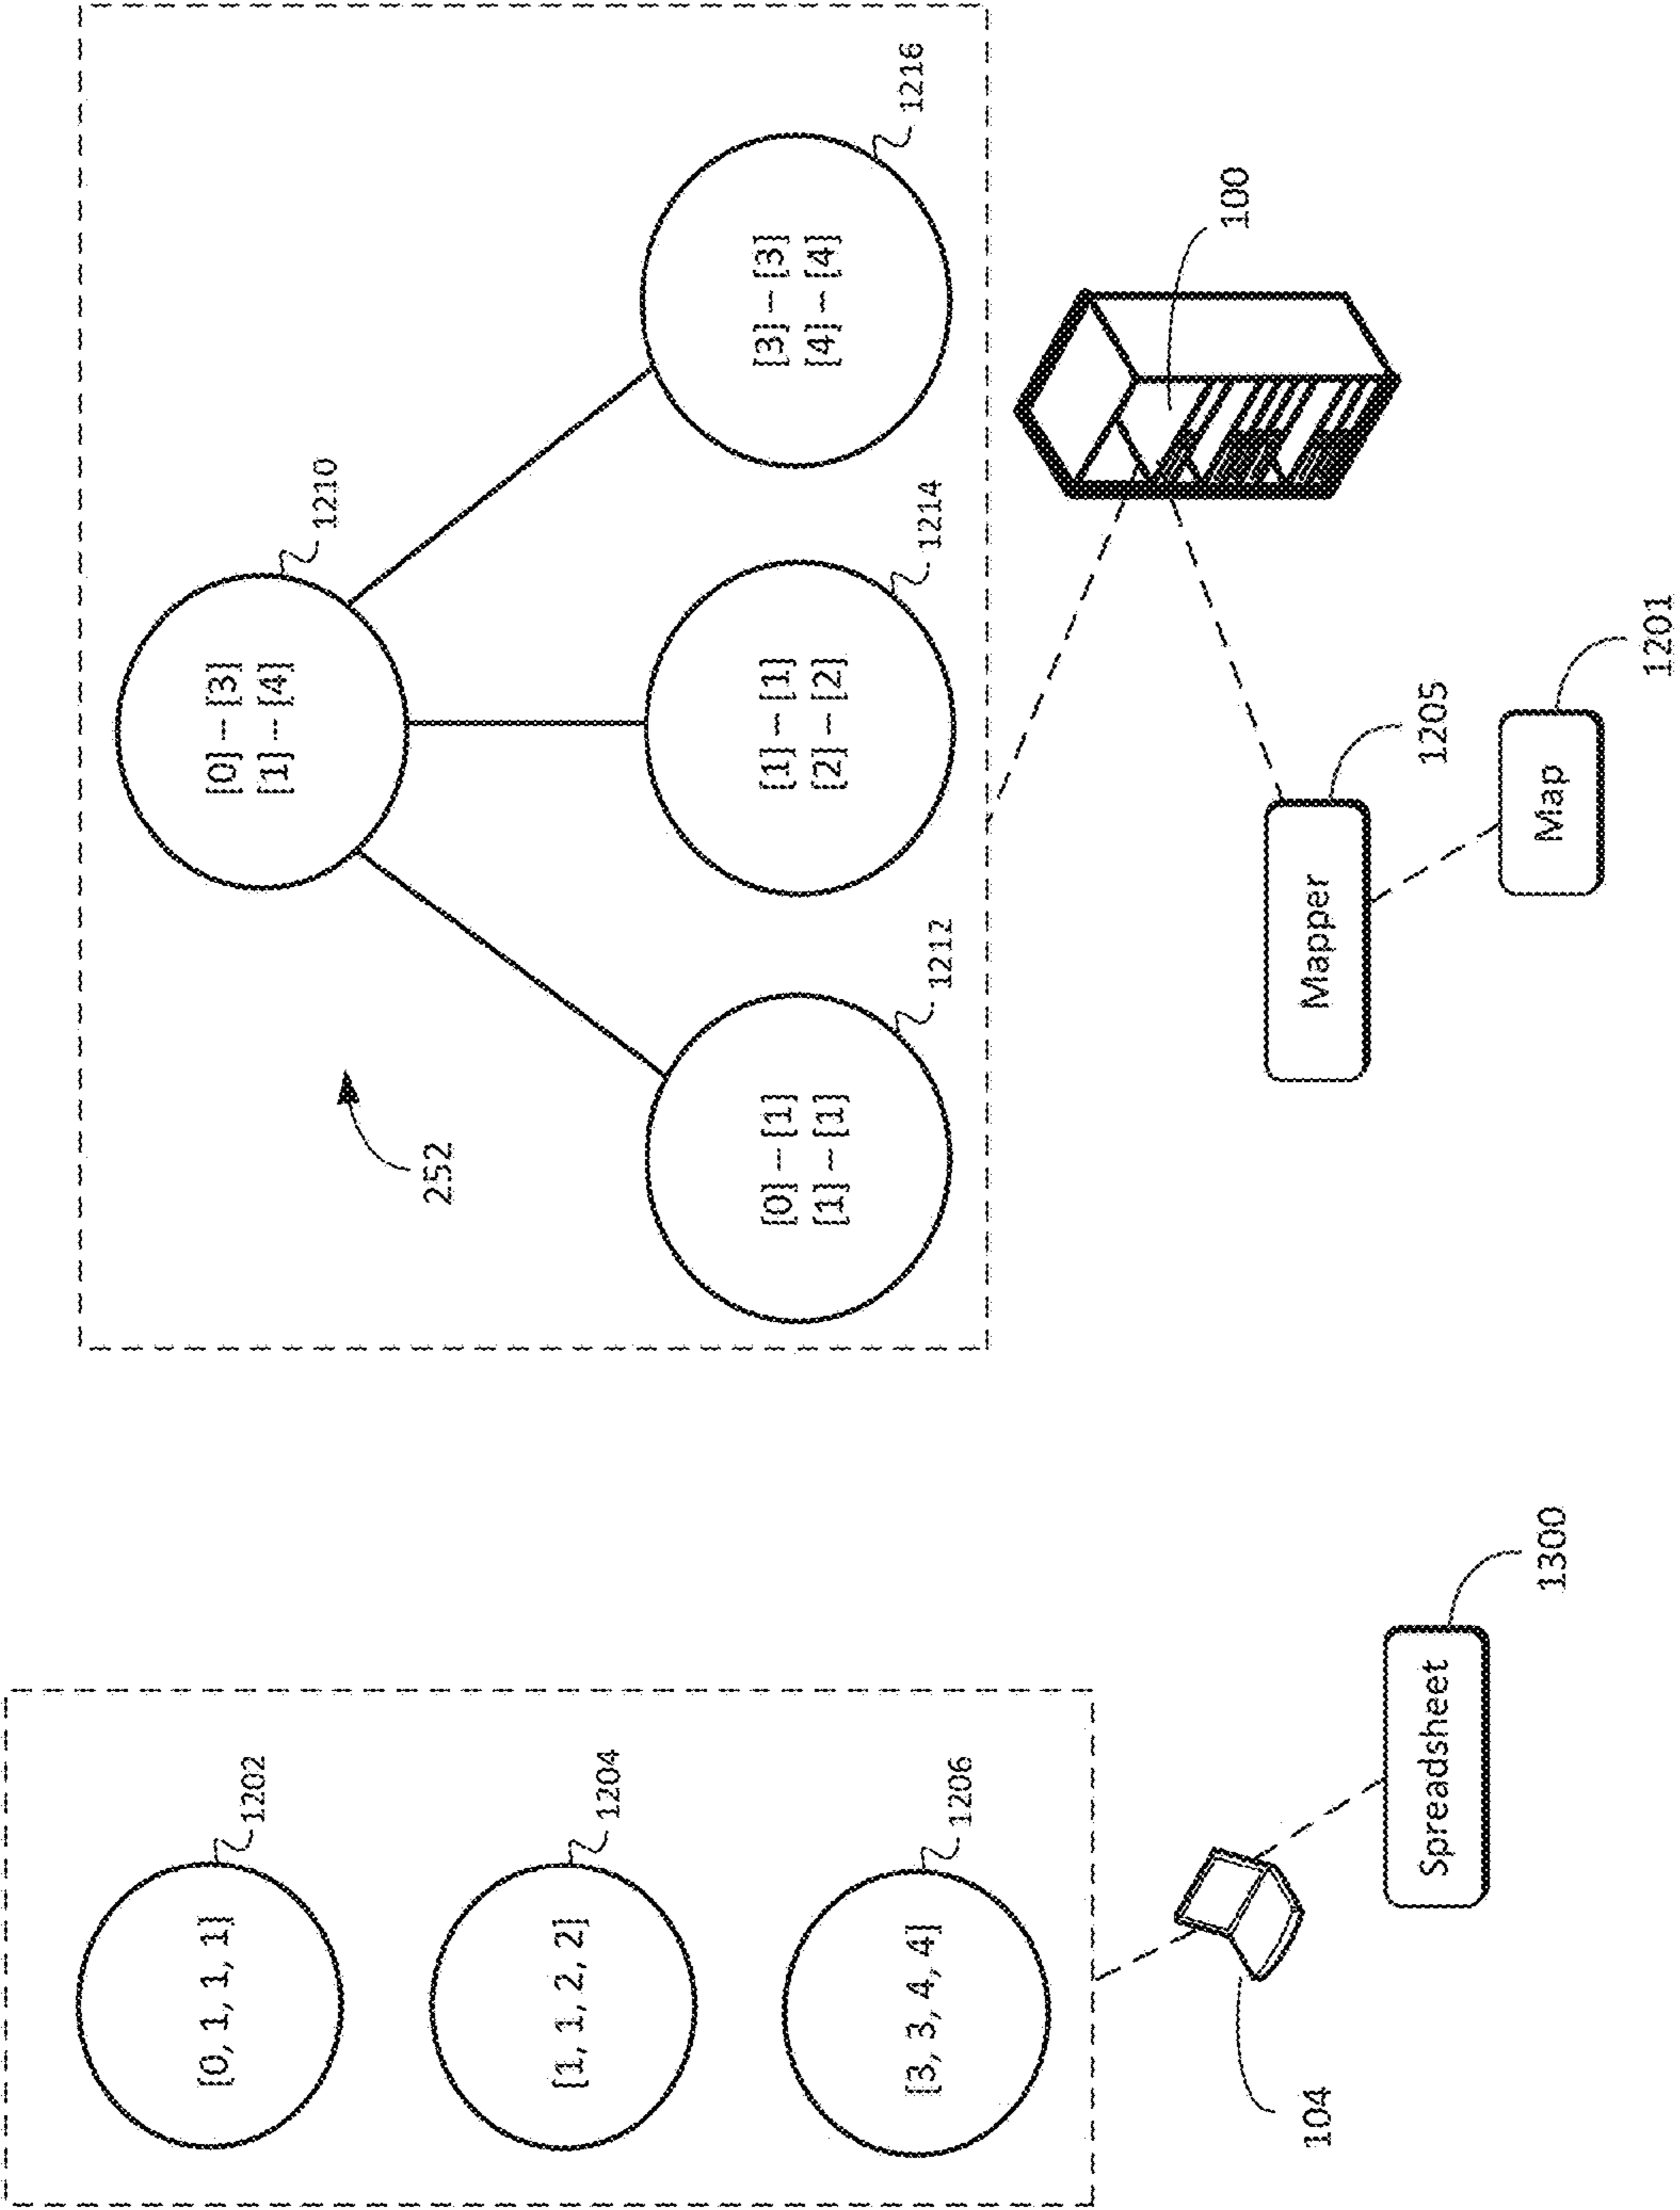 [0, 1, 1, 1]
1202
[1, 1, 2, 2]
1204
[3, 3, 4, 4]
1206
104
Spreadsheet
1300
252
[0] -- [3]
[1] -- [4]
1210
[0] -- [1]
[1] -- [1]
1212
[1] -- [1]
[2] -- [2]
1214
[3] -- [3]
[4] -- [4]
1216
100
Mapper
1205
Map
1201